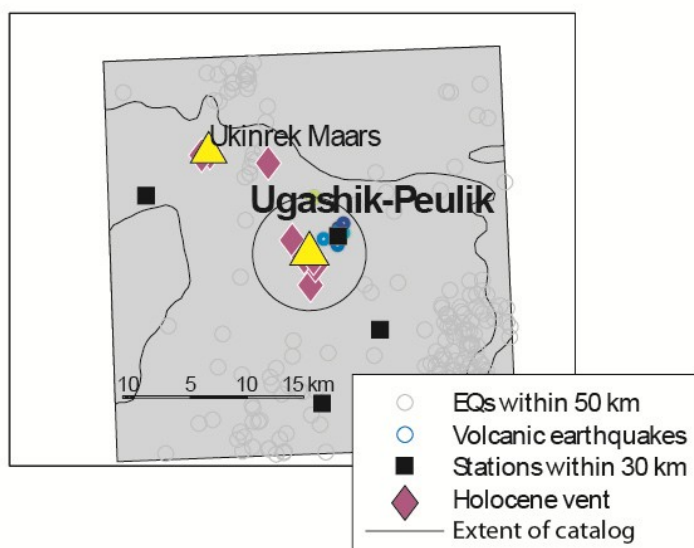 Ukinrek Maars
Ugashik-Peulik
10 5 10 15 km
EQs within 50 km
Volcanic earthquakes
Stations within 30 km
Holocene vent
Extent of catalog